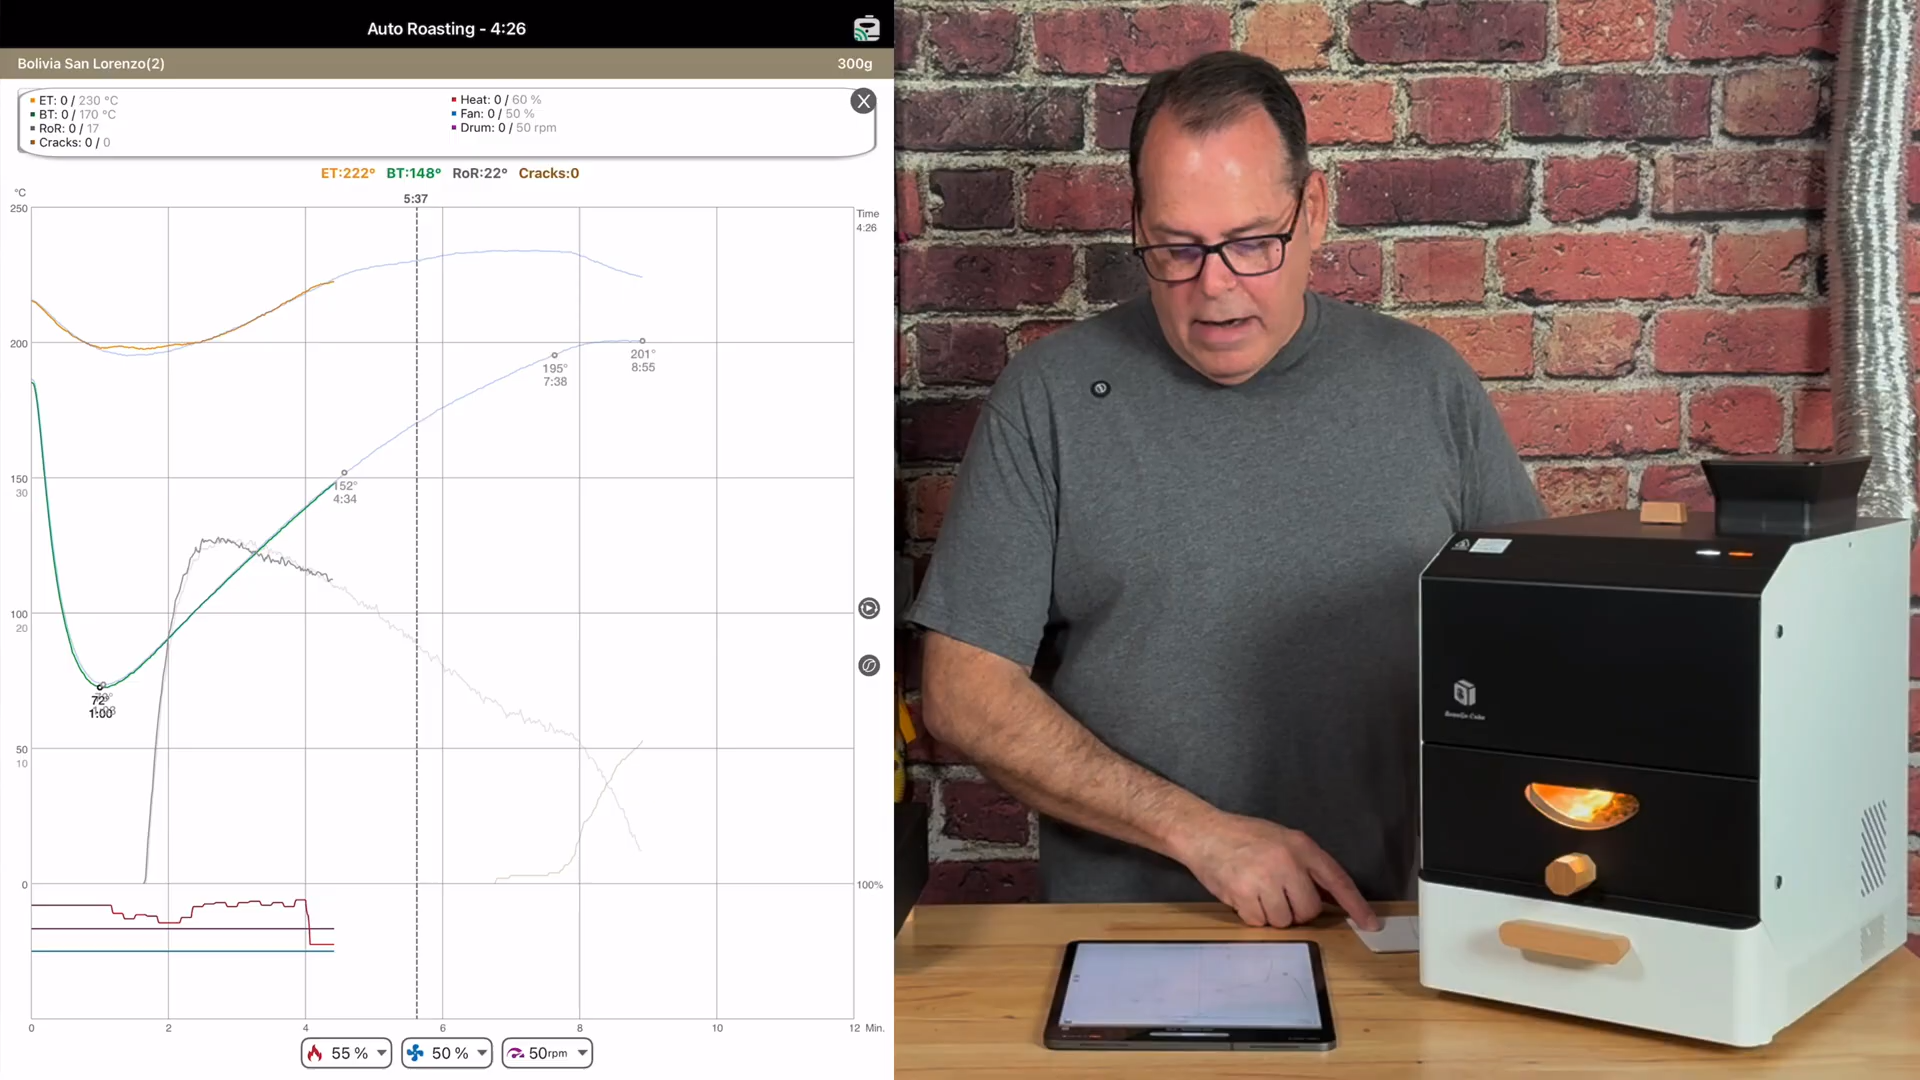 Auto Roasting - 4:26
Bolivia San Lorenzo(2)
300g
ET: 0 / 230 °C
BT: 0 / 170 °C
RoR: 0 / 17
Cracks: 0 / 0
Heat: 0 / 60 %
Fan: 0 / 50 %
Drum: 0 / 50 rpm
X
ET:222° BT:148° RoR:22° Cracks:0
5:37
°C
250
Time
4:26
200
201°
8:55
195°
7:38
150
30
152°
4:34
100
20
72°
1:00
50
10
0
100%
0 2 4 6 8 10 12 Min.
55 % 50 % 50rpm